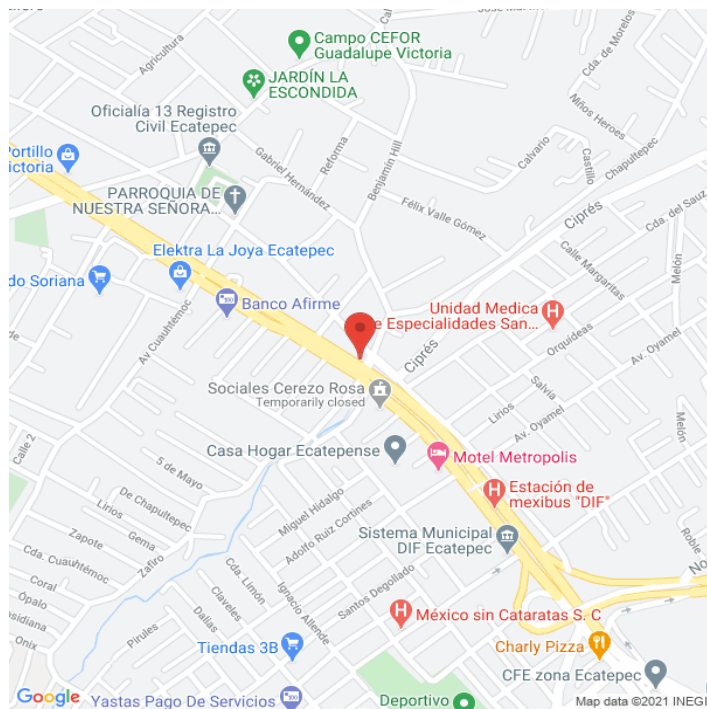 Campo CEFOR
Guadalupe Victoria
Cda. de Morelos
Agricultura
JARDÍN LA
ESCONDIDA
Niños Heroes
Oficialía 13 Registro
Civil Ecatepec
Reforma
Benjamín Hill
Calvario
Castillo
Chapultepec
Portillo
Victoria
Gabriel Hernández
PARROQUIA DE
NUESTRA SEÑORA...
Félix Valle Gómez
Ciprés
Cda. del Sauz
Elektra La Joya Ecatepec
Calle Margaritas
Melón
do Soriana
Banco Afirme
Unidad Medica
e Especialidades San...
Av Cuauhtémoc
Orquídeas
Av. Oyamel
Ciprés
Sociales Cerezo Rosa
Temporarily closed
Salvia
Lirios
Av. Oyamel
Melón
Calle 2
Casa Hogar Ecatepense
Motel Metropolis
5 de Mayo
Estación de
mexibus "DIF"
De Chapultepec
Miguel Hidalgo
Lirios
Gema
Adolfo Ruiz Cortines
Sistema Municipal
DIF Ecatepec
Roble
Zapote
Zafiro
Cda. Cuauhtémoc
Cda. Limón
No
Coral
Ignacio Allende
Santos Degollado
Ópalo
Claveles
Obsidiana
Dalias
México sin Cataratas S. C
Onix
Pirules
Tiendas 3B
Charly Pizza
CFE zona Ecatepec
Google
Yastas Pago De Servicios
Deportivo
Map data ©2021 INEGI